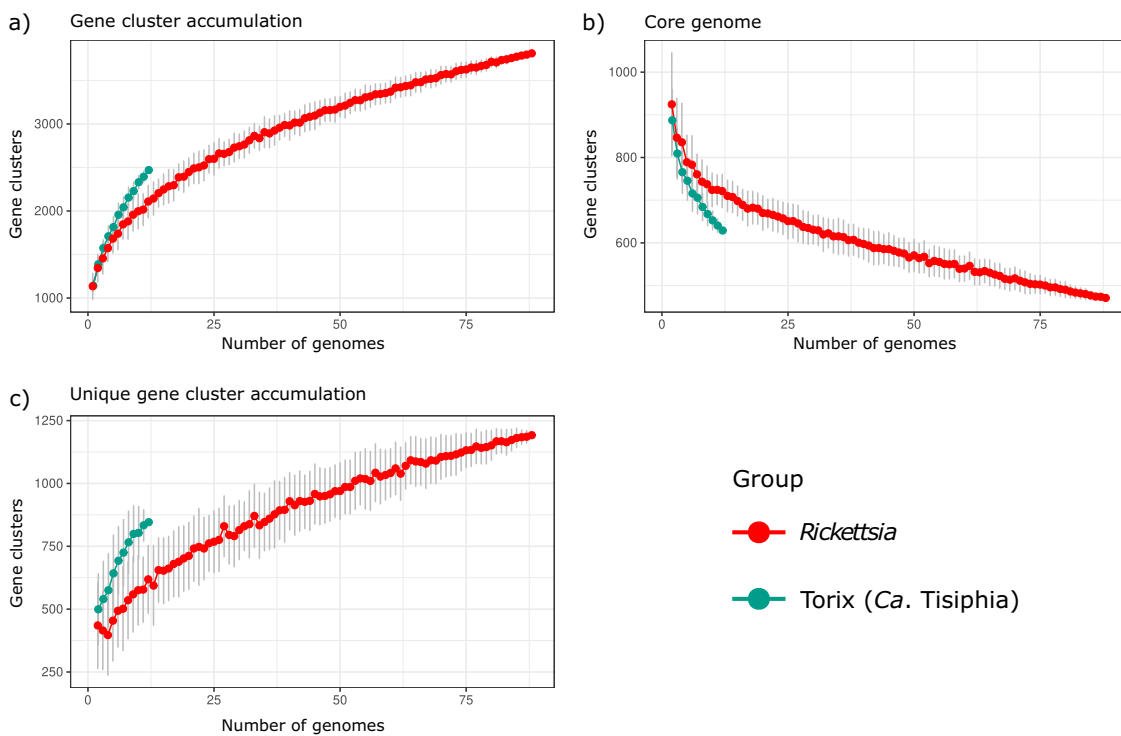 a)
Gene cluster accumulation
Gene clusters
3000
2000
1000
0
25
50
75
Number of genomes
b)
Core genome
Gene clusters
1000
800
600
0
25
50
75
Number of genomes
c)
Unique gene cluster accumulation
Gene clusters
1250
1000
750
500
250
0
25
50
75
Number of genomes
Group
Rickettsia
Torix (Ca. Tisiphia)